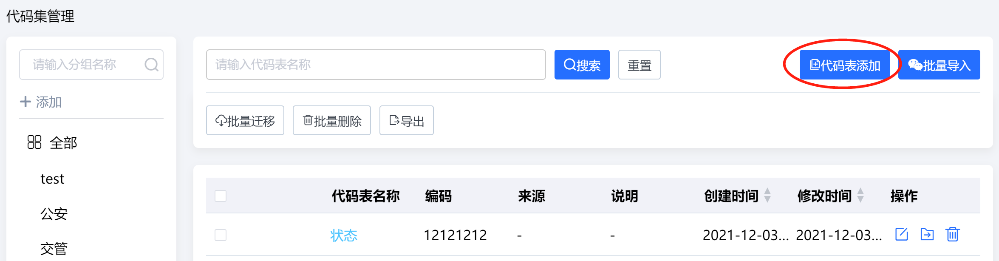 代码集管理
请输入分组名称
添加
全部
test
公安
交管
请输入代码表名称
搜索
重置
代码表添加
批量导入
批量迁移
批量删除
导出
代码表名称 编码 来源 说明 创建时间 修改时间 操作
状态 12121212 - - 2021-12-03... 2021-12-03...